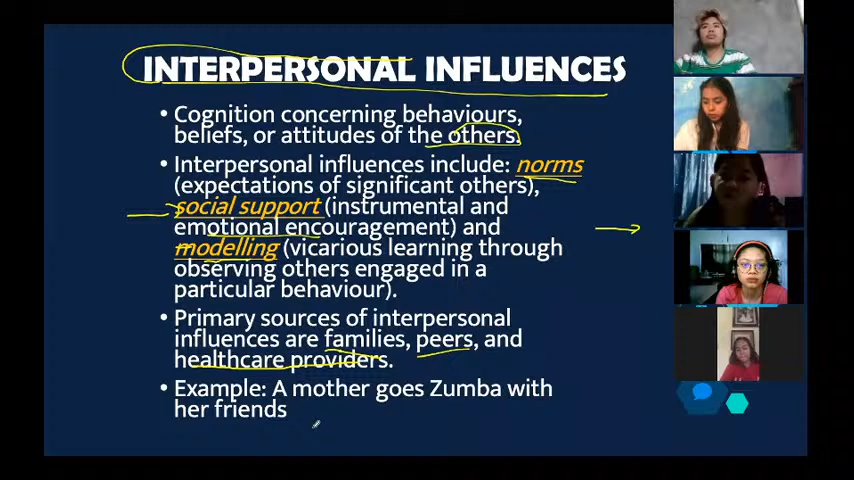 INTERPERSONAL INFLUENCES
• Cognition concerning behaviours,
beliefs, or attitudes of the others.
• Interpersonal influences include: norms
(expectations of significant others),
social support (instrumental and
emotional encouragement) and
modelling (vicarious learning through
observing others engaged in a
particular behaviour).
• Primary sources of interpersonal
influences are families, peers, and
healthcare providers.
• Example: A mother goes Zumba with
her friends